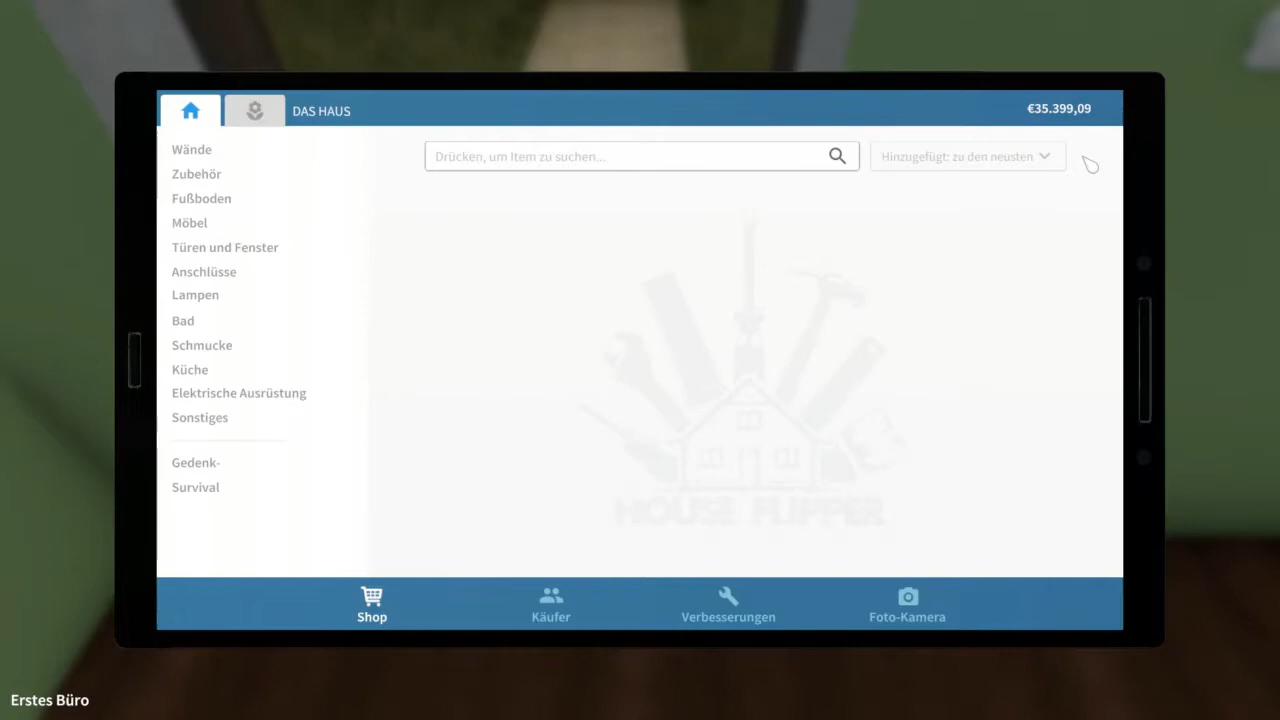 DAS HAUS
€35.399,09
Drücken, um Item zu suchen...
Hinzugefügt: zu den neusten
Wände
Zubehör
Fußboden
Möbel
Türen und Fenster
Anschlüsse
Lampen
Bad
Schmucke
Küche
Elektrische Ausrüstung
Sonstiges
Gedenk-
Survival
HOUSE FLIPPER
Shop
Käufer
Verbesserungen
Foto-Kamera
Erstes Büro